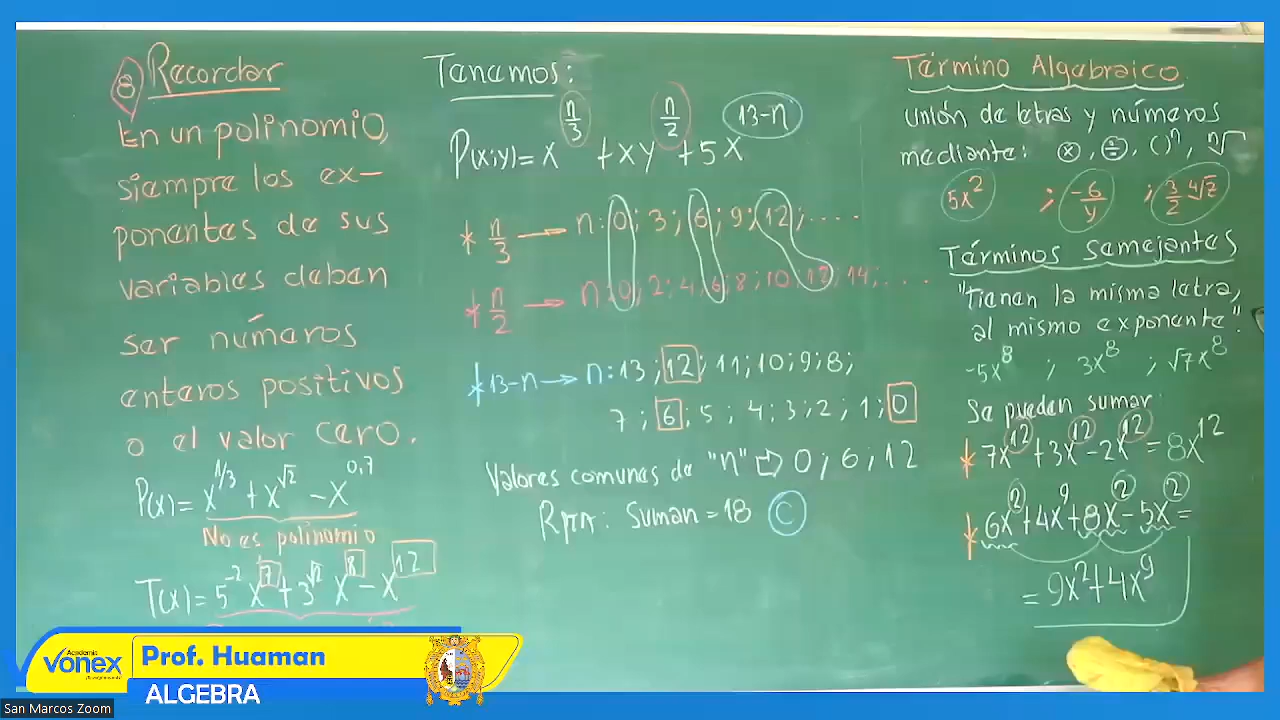 8 Recordar
En un polinomio,
siempre los ex-
ponentes de sus
variables deben
ser números
enteros positivos
o el valor cero.
P(x)= x^1/3 + x^√2 - x^0,7
No es polinomio
T(x)= 5^-2 x^7 + 3^√2 x^8 - x^12
Tenemos:
P(x;y)= x^n/3 + xy^n/2 + 5x^13-n
* n/3 → n: 0; 3; 6; 9; 12; ....
* n/2 → n: 0; 2; 4; 6; 8; 10; 12; 14; ...
* 13-n → n: 13; 12; 11; 10; 9; 8;
7; 6; 5; 4; 3; 2; 1; 0
Valores comunes de "n" ⇨ 0; 6; 12
Rpta: Suman = 18 C
Término Algebraico
Unión de letras y números
mediante: ⊗, ÷, ( )^n, n√
5x^2 ; -6/y ; 3/2 4√z
Términos semejantes
"Tienen la misma letra,
al mismo exponente".
-5x^8 ; 3x^8 ; √7x^8
Se pueden sumar:
* 7x^12 + 3x^12 - 2x^12 = 8x^12
* 6x^2 + 4x^9 + 8x^2 - 5x^2 =
= 9x^2 + 4x^9
Academia
VONEX
Prof. Huaman
ALGEBRA
San Marcos Zoom